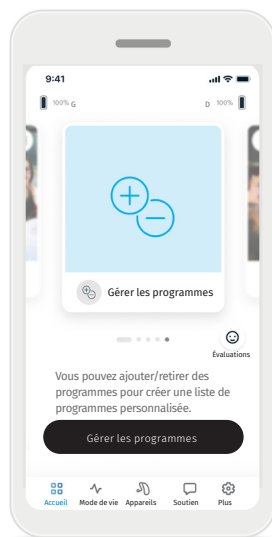 9:41
100% G
D 100%
Gérer les programmes
Évaluations
Vous pouvez ajouter/retirer des
programmes pour créer une liste de
programmes personnalisée.
Gérer les programmes
Accueil Mode de vie Appareils Soutien Plus